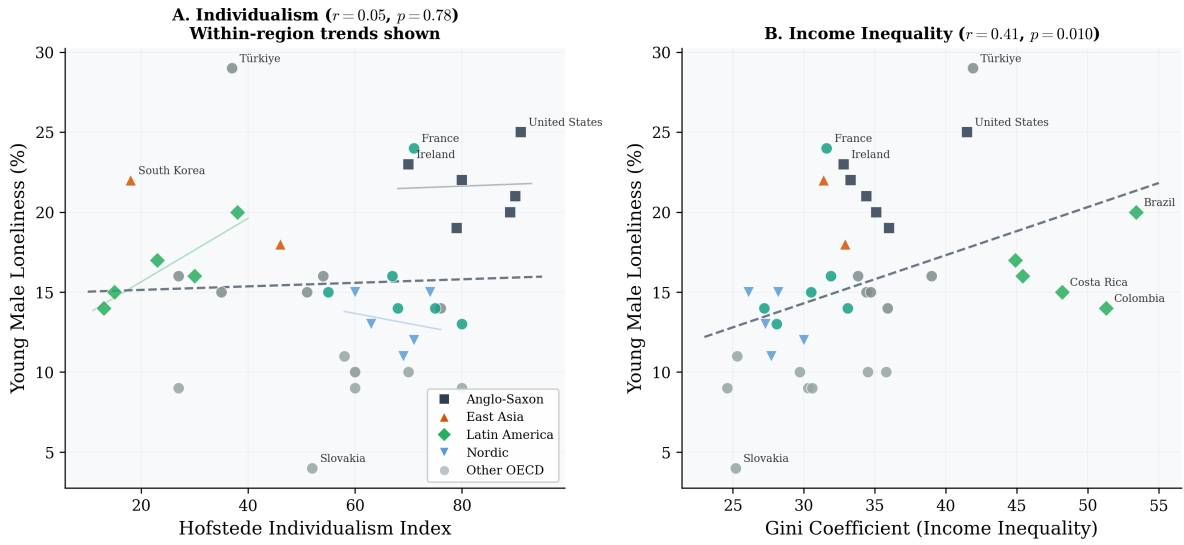 A. Individualism (r = 0.05, p = 0.78)
Within-region trends shown
Young Male Loneliness (%)
30
25
20
15
10
5
Türkiye
United States
France
Ireland
South Korea
Slovakia
Anglo-Saxon
East Asia
Latin America
Nordic
Other OECD
20
40
60
80
Hofstede Individualism Index
B. Income Inequality (r = 0.41, p = 0.010)
Young Male Loneliness (%)
30
25
20
15
10
5
Türkiye
United States
France
Ireland
Brazil
Costa Rica
Colombia
Slovakia
25
30
35
40
45
50
55
Gini Coefficient (Income Inequality)